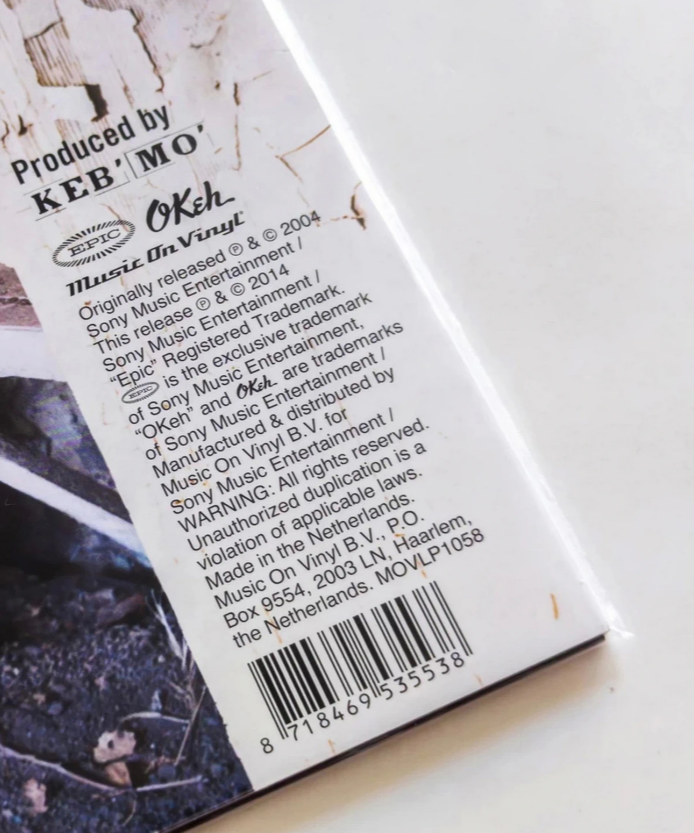 Produced by
KEB' MO'
EPIC OKeh
Music On Vinyl
Originally released ℗ & © 2004
Sony Music Entertainment /
This release ℗ & © 2014
Sony Music Entertainment /
“Epic” Registered Trademark.
EPIC is the exclusive trademark
of Sony Music Entertainment,
“OKeh” and OKeh are trademarks
of Sony Music Entertainment /
Manufactured & distributed by
Music On Vinyl B.V. for
Sony Music Entertainment /
WARNING: All rights reserved.
Unauthorized duplication is a
violation of applicable laws.
Made in the Netherlands.
Music On Vinyl B.V., P.O.
Box 9554, 2003 LN, Haarlem,
the Netherlands. MOVLP1058
8 718469 535538